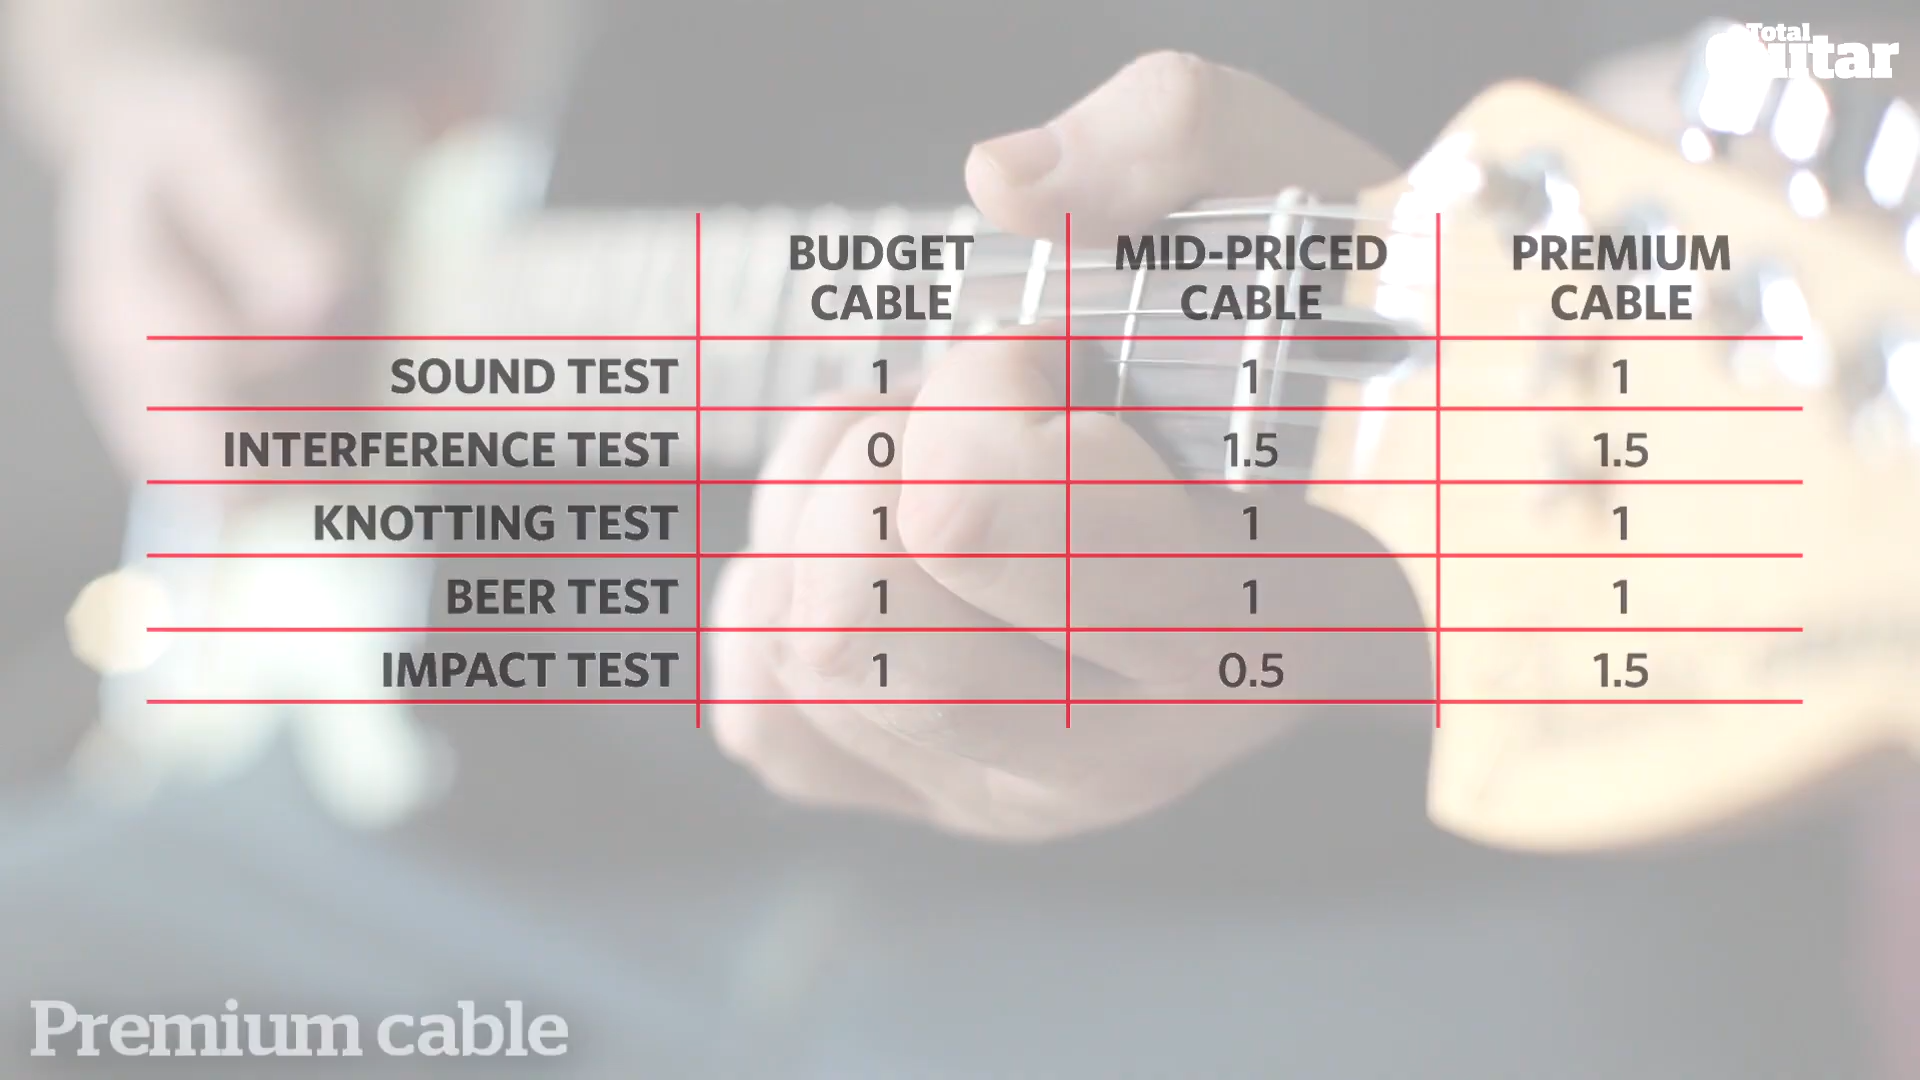 Total
Guitar
BUDGET CABLE MID-PRICED CABLE PREMIUM CABLE
SOUND TEST 1 1 1
INTERFERENCE TEST 0 1.5 1.5
KNOTTING TEST 1 1 1
BEER TEST 1 1 1
IMPACT TEST 1 0.5 1.5
Premium cable